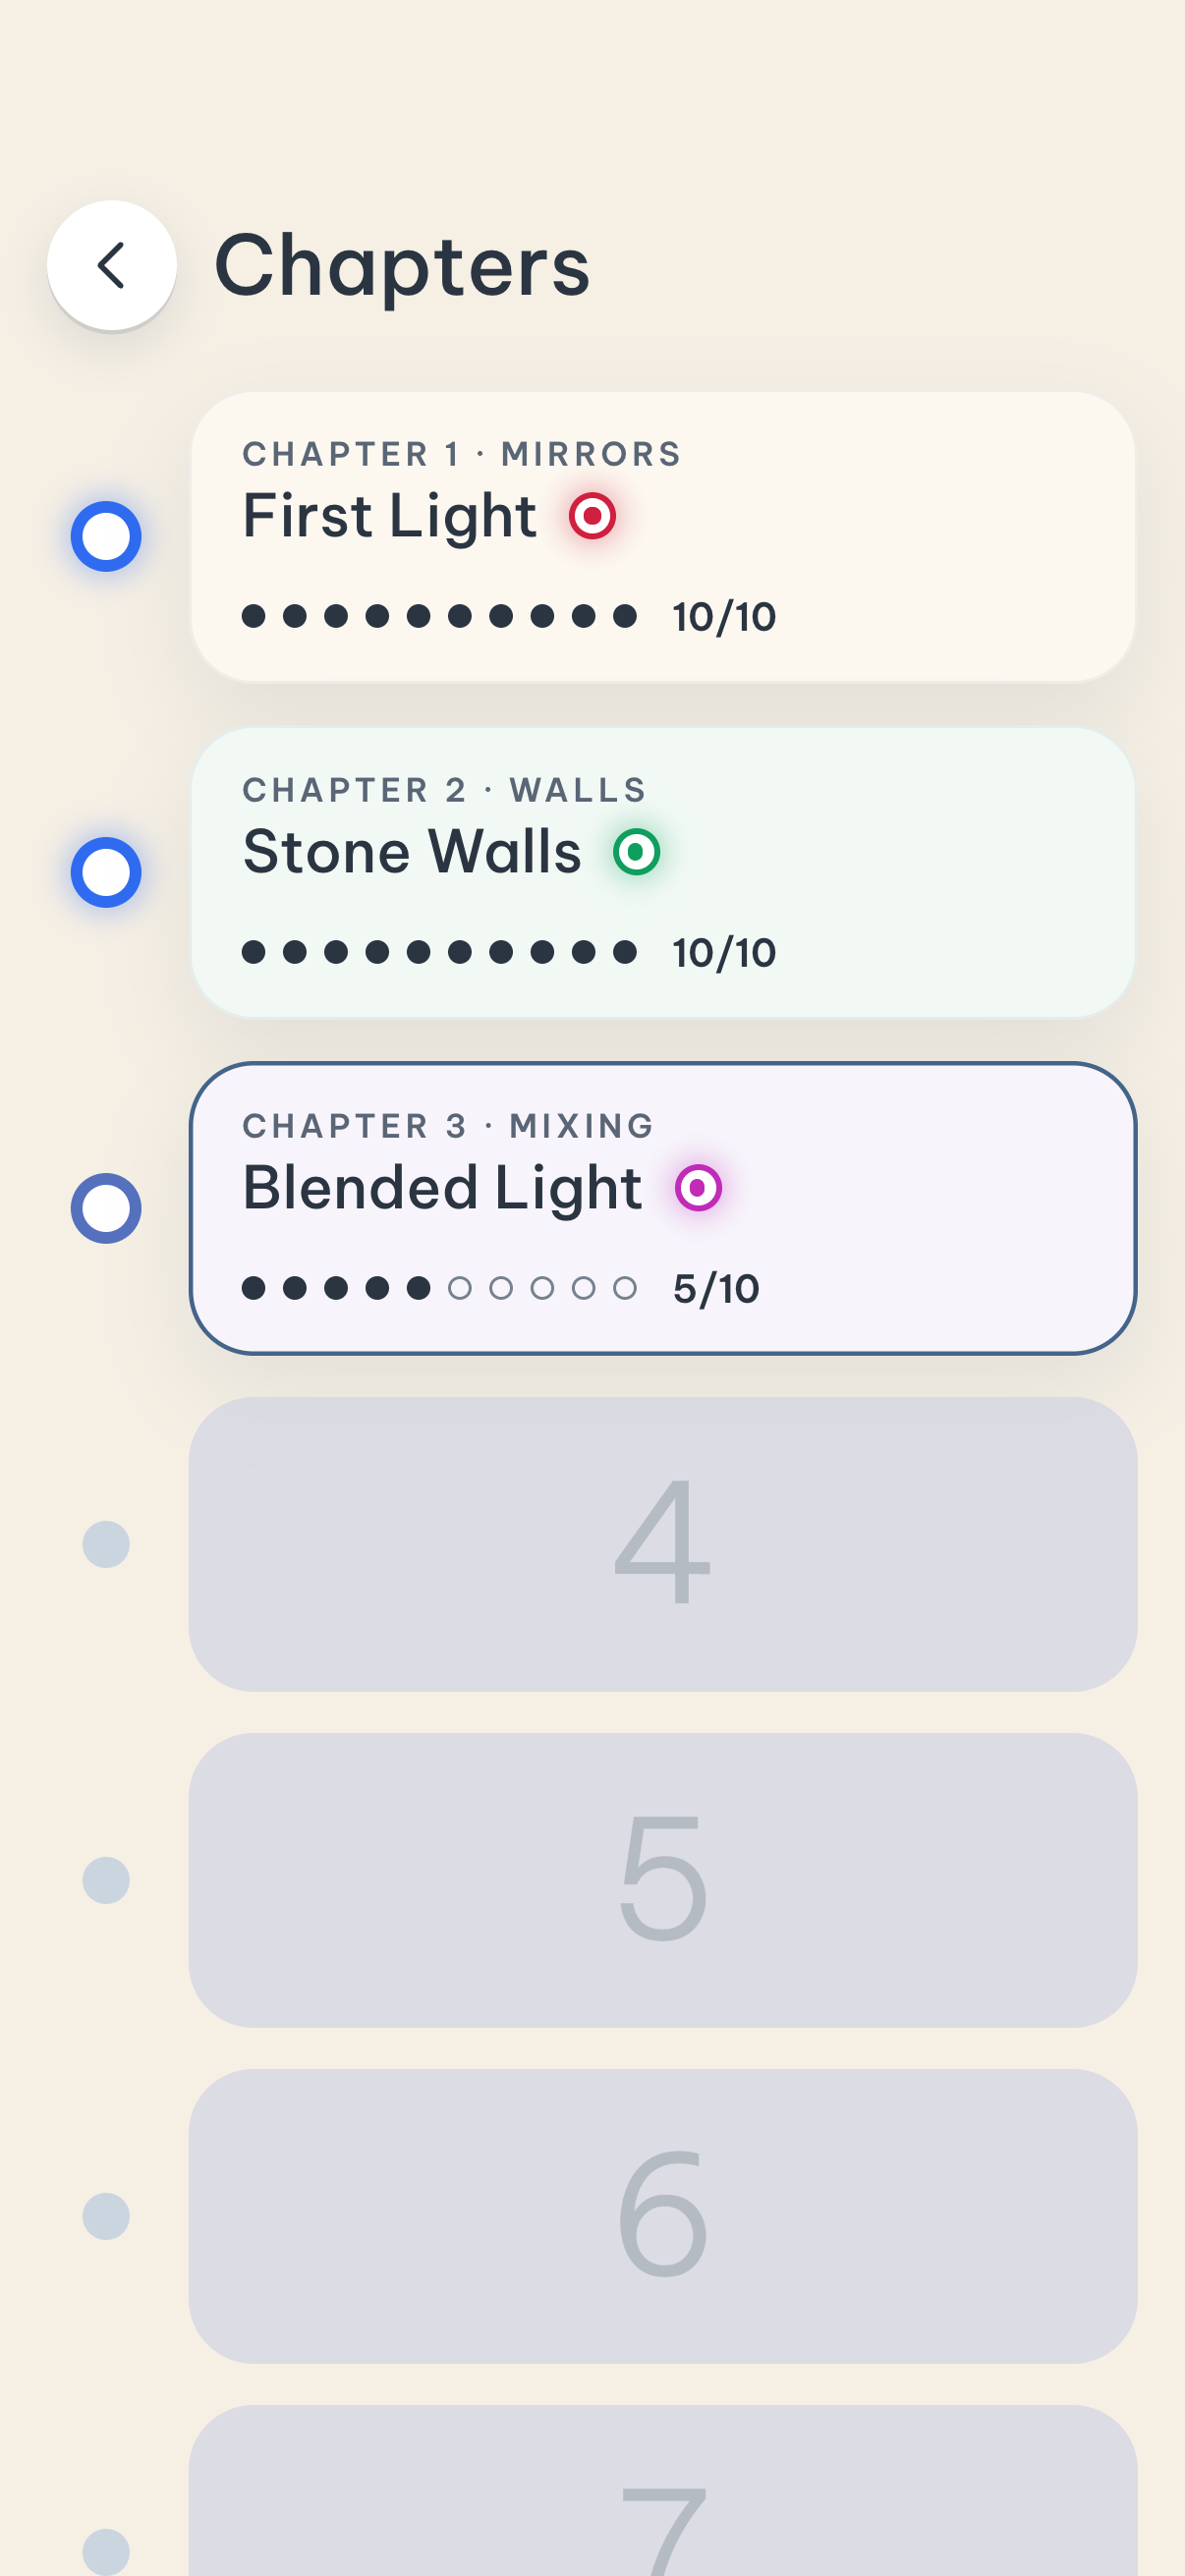 Chapters
CHAPTER 1 · MIRRORS
First Light
10/10
CHAPTER 2 · WALLS
Stone Walls
10/10
CHAPTER 3 · MIXING
Blended Light
5/10
4
5
6
7